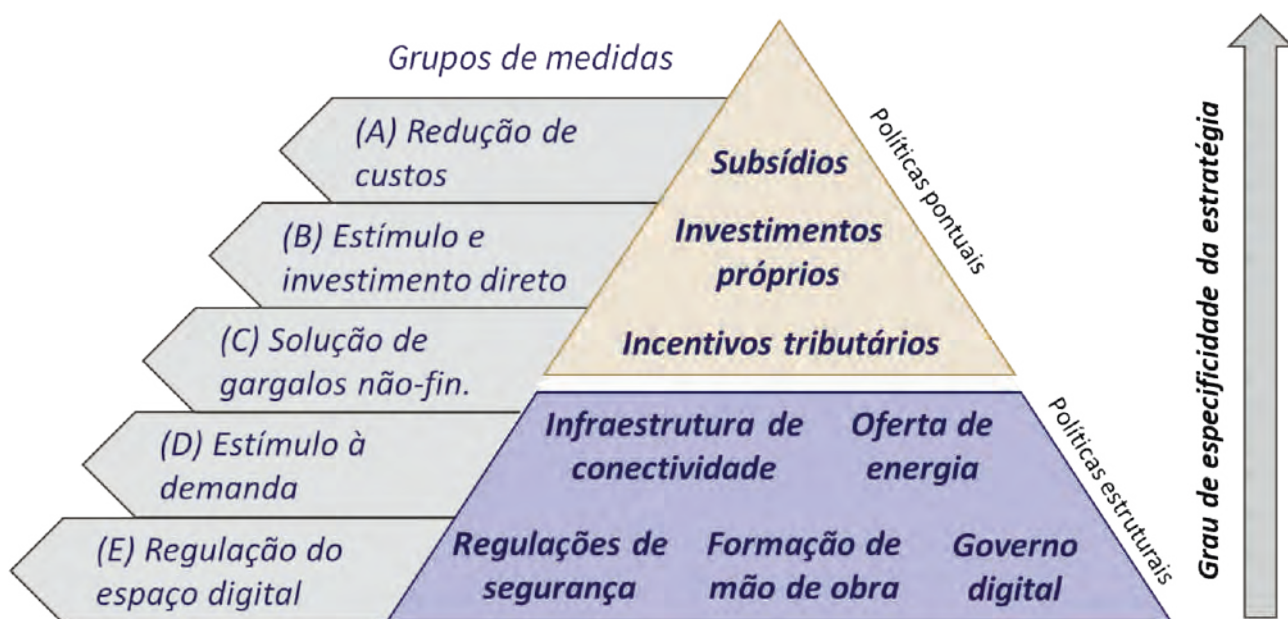 Grupos de medidas
(A) Redução de
custos
(B) Estímulo e
investimento direto
(C) Solução de
gargalos não-fin.
(D) Estímulo à
demanda
(E) Regulação do
espaço digital
Subsídios
Investimentos
próprios
Incentivos tributários
Infraestrutura de
conectividade
Oferta de
energia
Regulações de
segurança
Formação de
mão de obra
Governo
digital
Políticas pontuais
Políticas estruturais
Grau de especificidade da estratégia